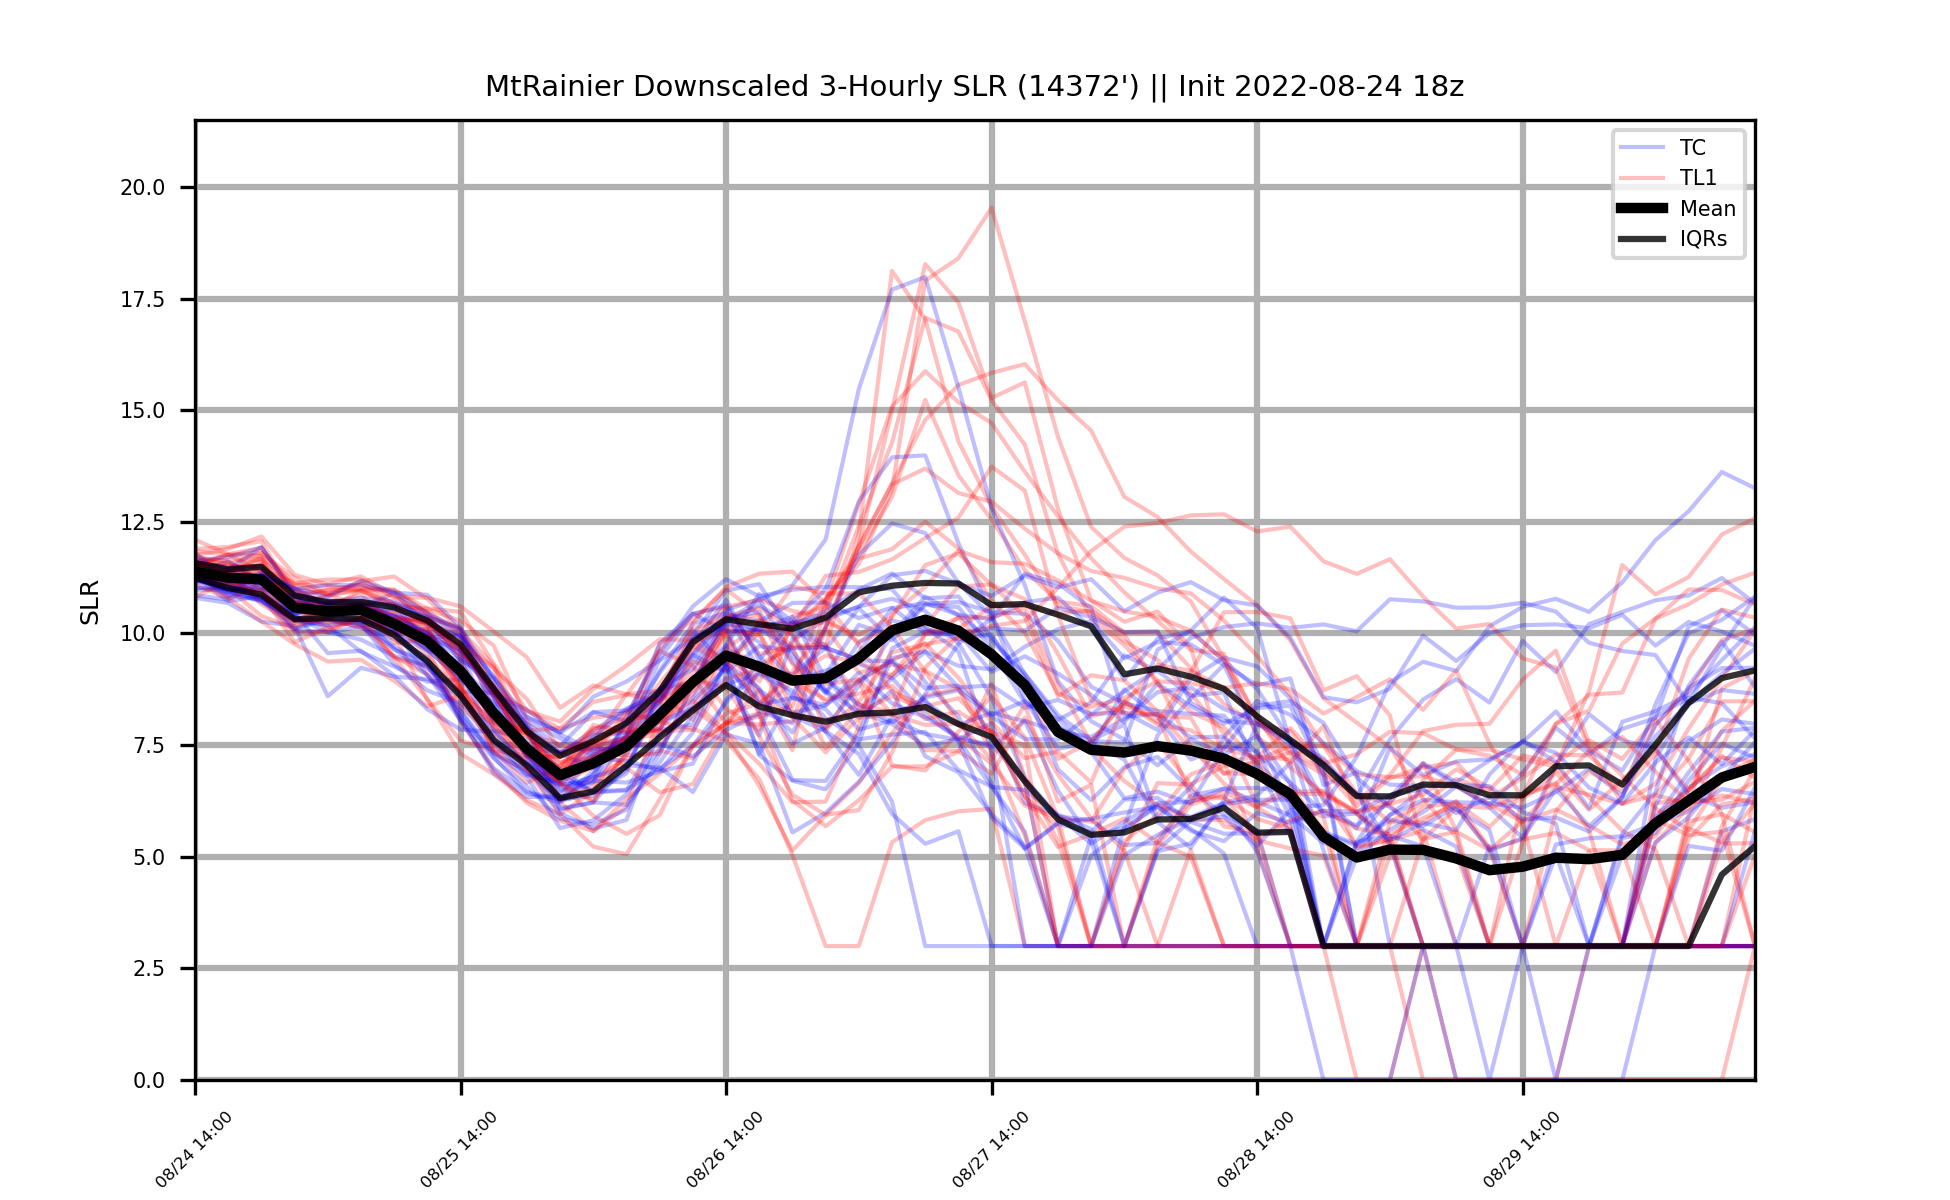 MtRainier Downscaled 3-Hourly SLR (14372') || Init 2022-08-24 18z
TC
TL1
Mean
IQRs
SLR
20.0
17.5
15.0
12.5
10.0
7.5
5.0
2.5
0.0
08/24 14:00
08/25 14:00
08/26 14:00
08/27 14:00
08/28 14:00
08/29 14:00